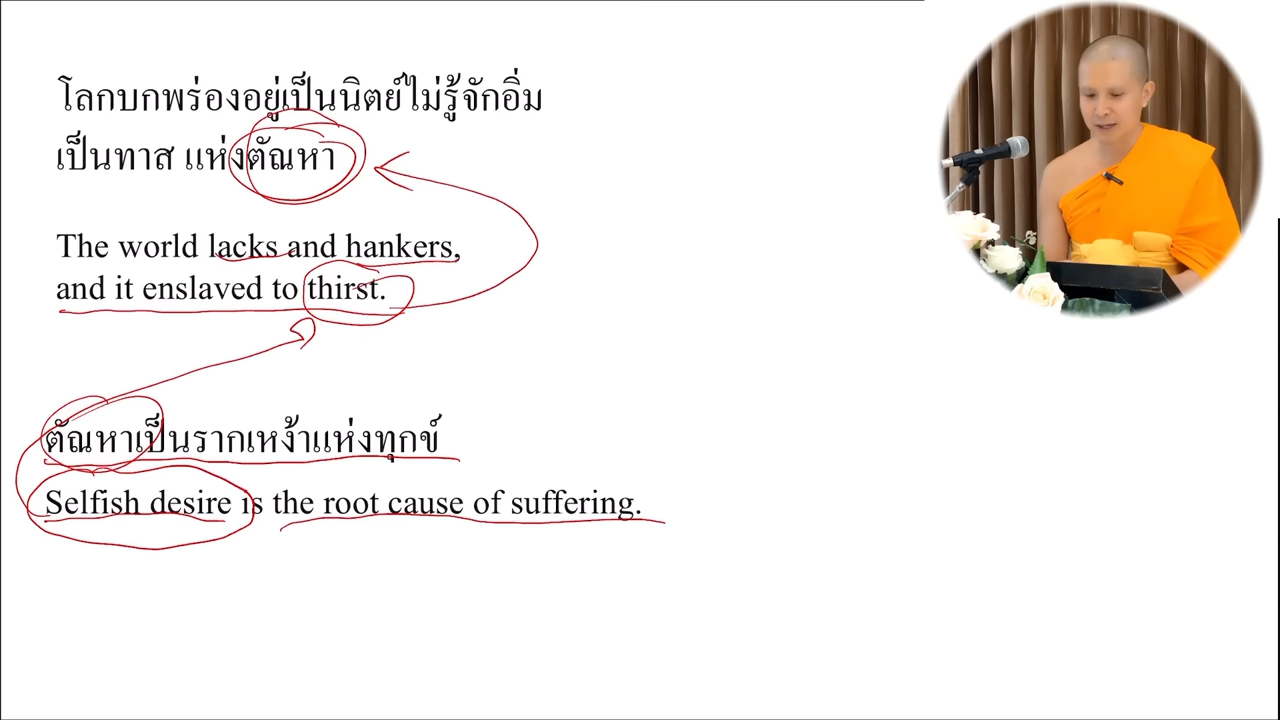 โลกบกพร่องอยู่เป็นนิตย์ไม่รู้จักอิ่ม
เป็นทาส แห่งตัณหา
The world lacks and hankers,
and it enslaved to thirst.
ตัณหาเป็นรากเหง้าแห่งทุกข์
Selfish desire is the root cause of suffering.